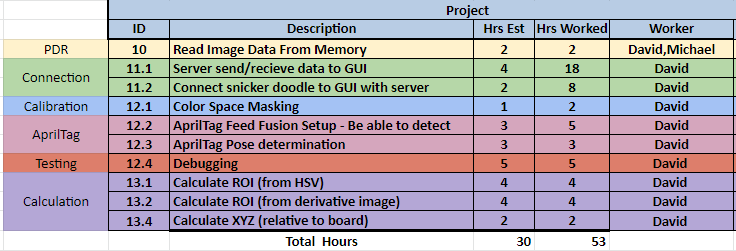 Project
ID Description Hrs Est Hrs Worked Worker
PDR 10 Read Image Data From Memory 2 2 David,Michael
Connection 11.1 Server send/recieve data to GUI 4 18 David
11.2 Connect snicker doodle to GUI with server 2 8 David
Calibration 12.1 Color Space Masking 1 2 David
AprilTag 12.2 AprilTag Feed Fusion Setup - Be able to detect 3 5 David
12.3 AprilTag Pose determination 3 3 David
Testing 12.4 Debugging 5 5 David
Calculation 13.1 Calculate ROI (from HSV) 4 4 David
13.2 Calculate ROI (from derivative image) 4 4 David
13.4 Calculate XYZ (relative to board) 2 2 David
Total Hours 30 53